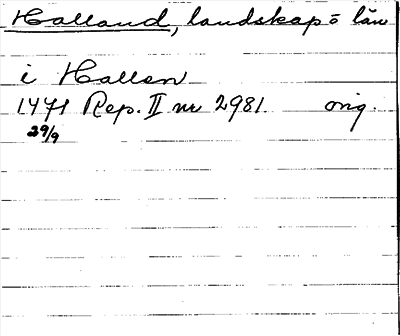 Halland, landskap o län
i Hallen
1471 Rep. II nr 2981. orig.
29/9